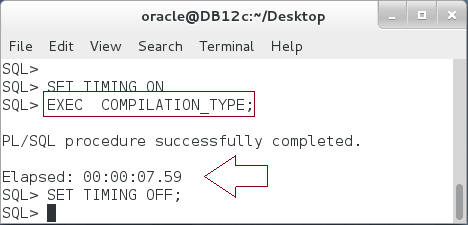 oracle@DB12c:~/Desktop
File Edit View Search Terminal Help
SQL>
SQL> SET TIMING ON
SQL> EXEC  COMPILATION_TYPE;
PL/SQL procedure successfully completed.
Elapsed: 00:00:07.59
SQL> SET TIMING OFF;
SQL>